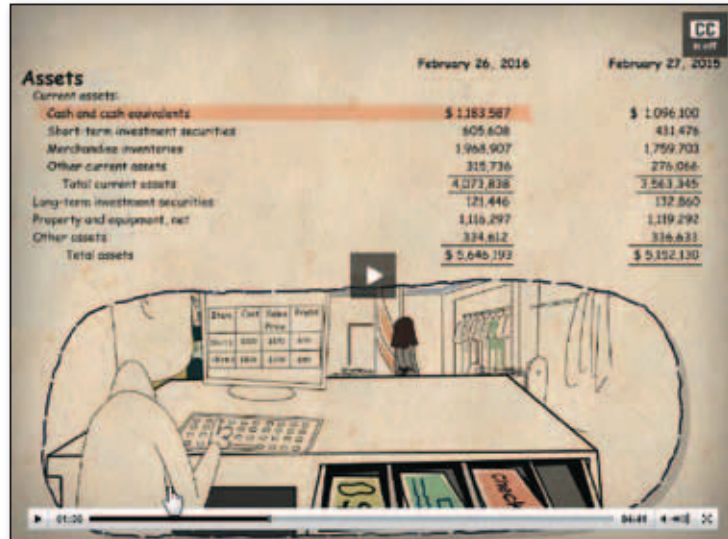 CC
February 26, 2016 February 27, 2015
Assets
Current assets:
Cash and cash equivalents $ 1,183,587 $ 1,096,100
Short-term investment securities 605,608 431,476
Merchandise inventories 1,968,907 1,759,703
Other current assets 315,736 276,066
Total current assets 4,073,838 3,563,345
Long-term investment securities 121,446 132,860
Property and equipment, net 1,116,297 1,119,292
Other assets 334,612 336,633
Total assets $ 5,646,193 $ 5,152,130
Item Cost Sales Price Profit
Check
04:41